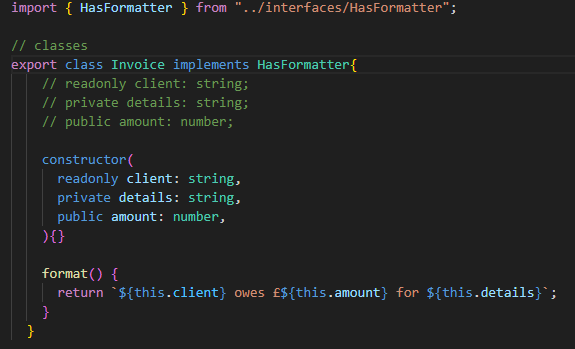 import { HasFormatter } from "../interfaces/HasFormatter";
// classes
export class Invoice implements HasFormatter{
// readonly client: string;
// private details: string;
// public amount: number;
constructor(
readonly client: string,
private details: string,
public amount: number,
){}
format() {
return `${this.client} owes £${this.amount} for ${this.details}`;
}
}